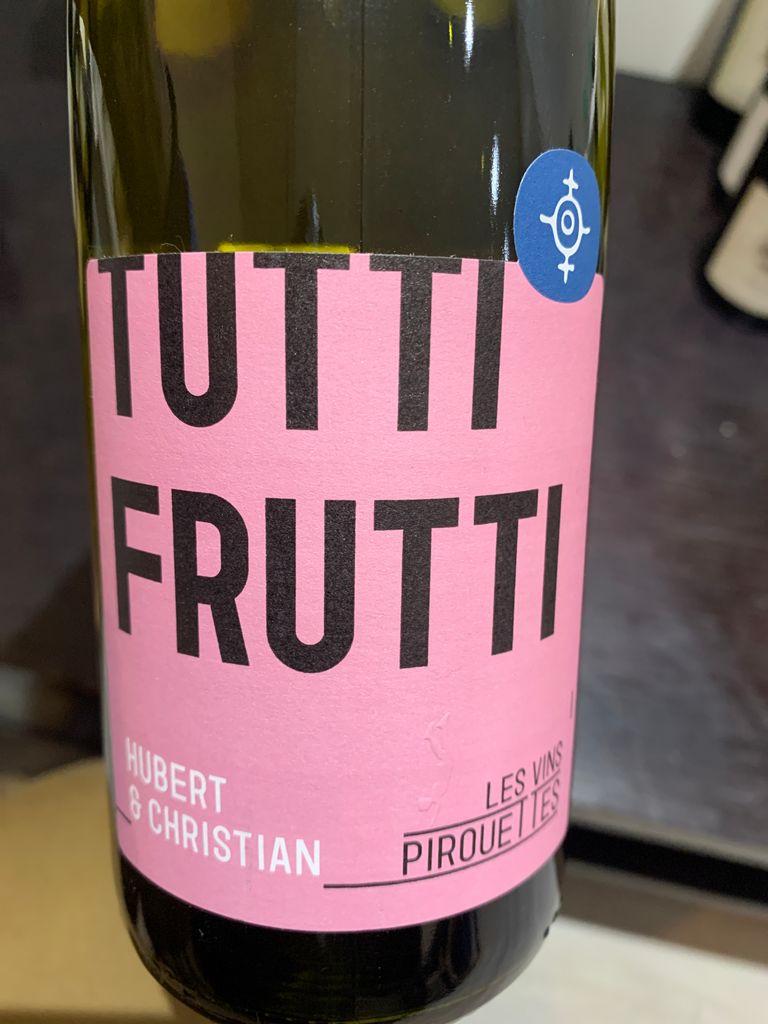 TUTTI
FRUTTI
HUBERT
& CHRISTIAN
LES VINS
PIROUETTES